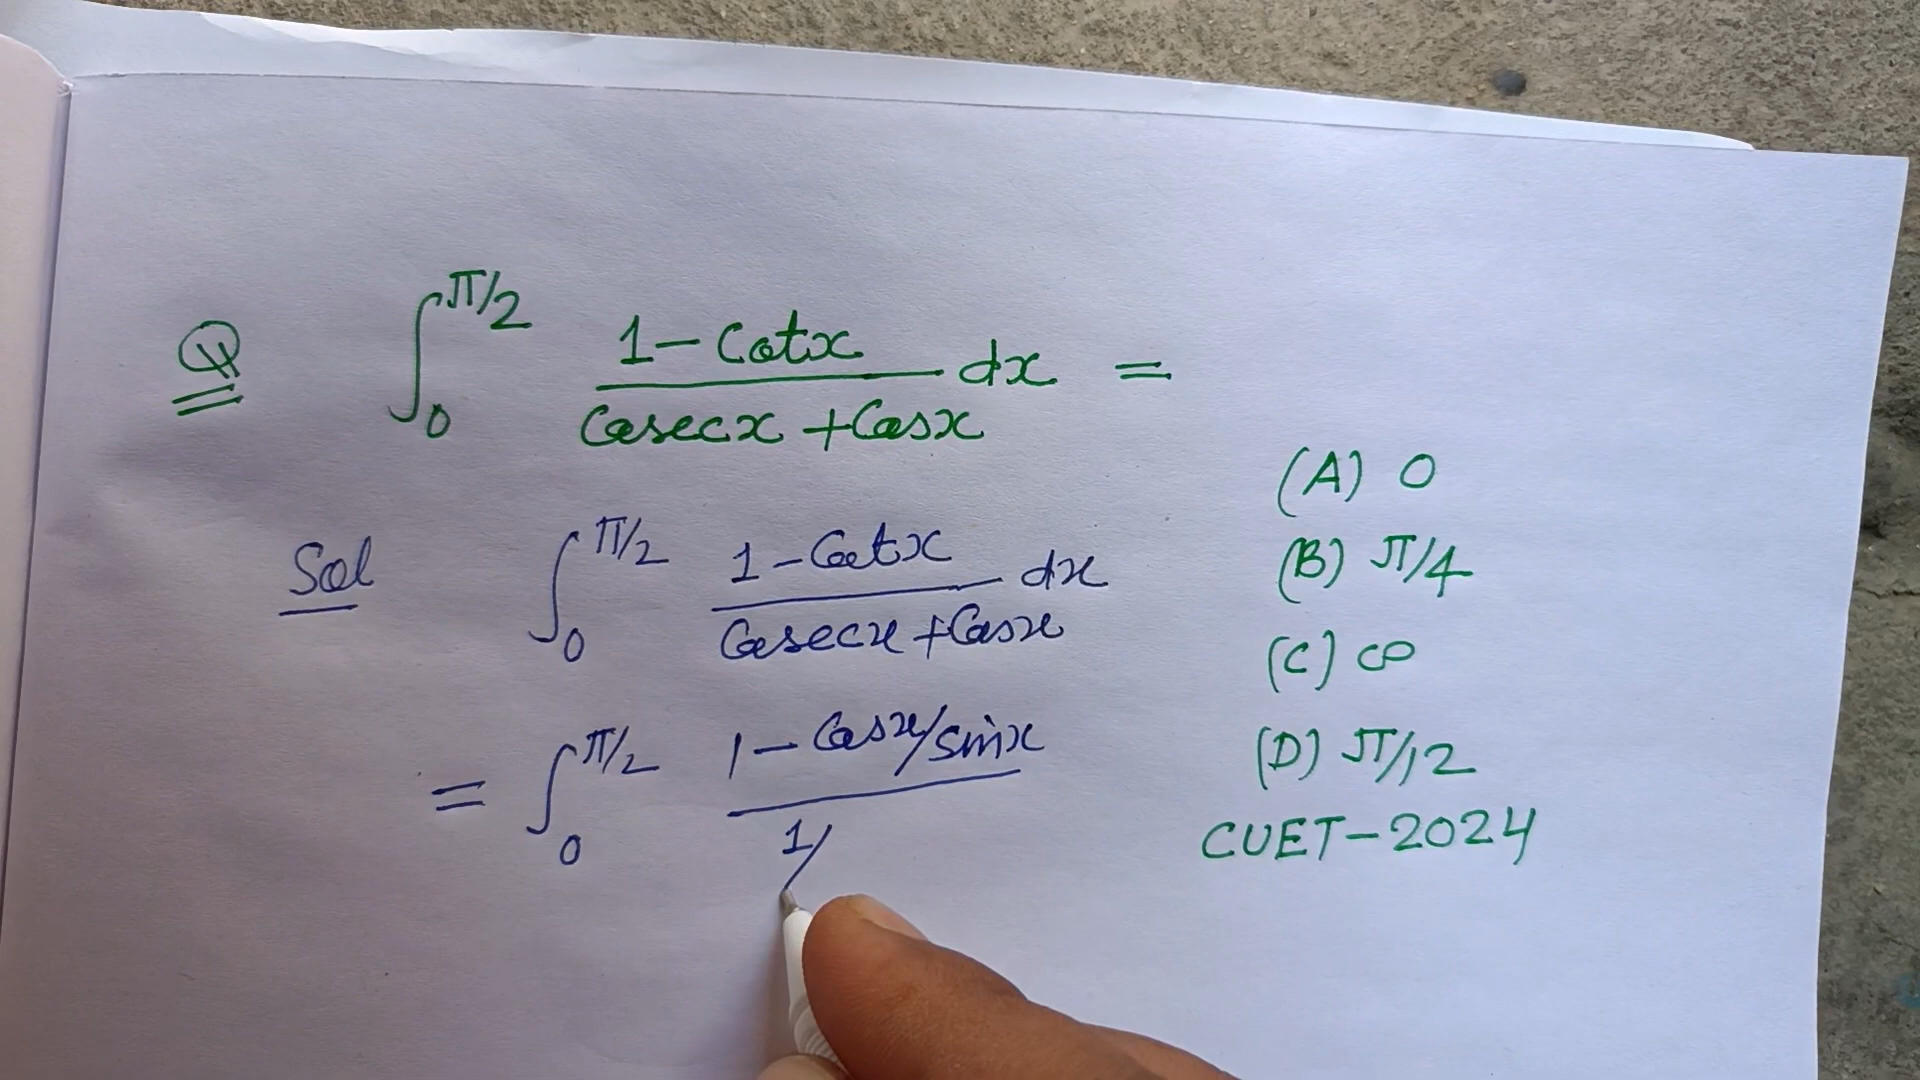 Q ∫₀^π/2 (1-Cotx)/(Cosecx+Cosx) dx =
(A) 0
Sol ∫₀^π/2 (1-Cotx)/(Cosecx+Cosx) dx
(B) π/4
(C) ∞
= ∫₀^π/2 (1-Cosx/sinx)/(1/
(D) π/12
CUET-2024